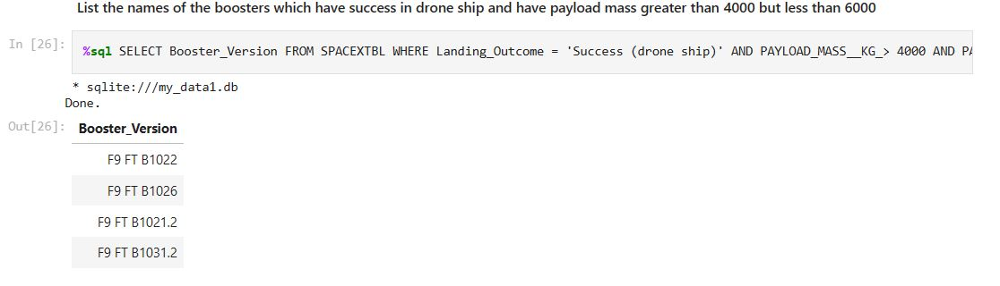 List the names of the boosters which have success in drone ship and have payload mass greater than 4000 but less than 6000
In [26]: %sql SELECT Booster_Version FROM SPACEXTBL WHERE Landing_Outcome = 'Success (drone ship)' AND PAYLOAD_MASS__KG_> 4000 AND PA
* sqlite:///my_data1.db
Done.
Out[26]: Booster_Version
F9 FT B1022
F9 FT B1026
F9 FT B1021.2
F9 FT B1031.2